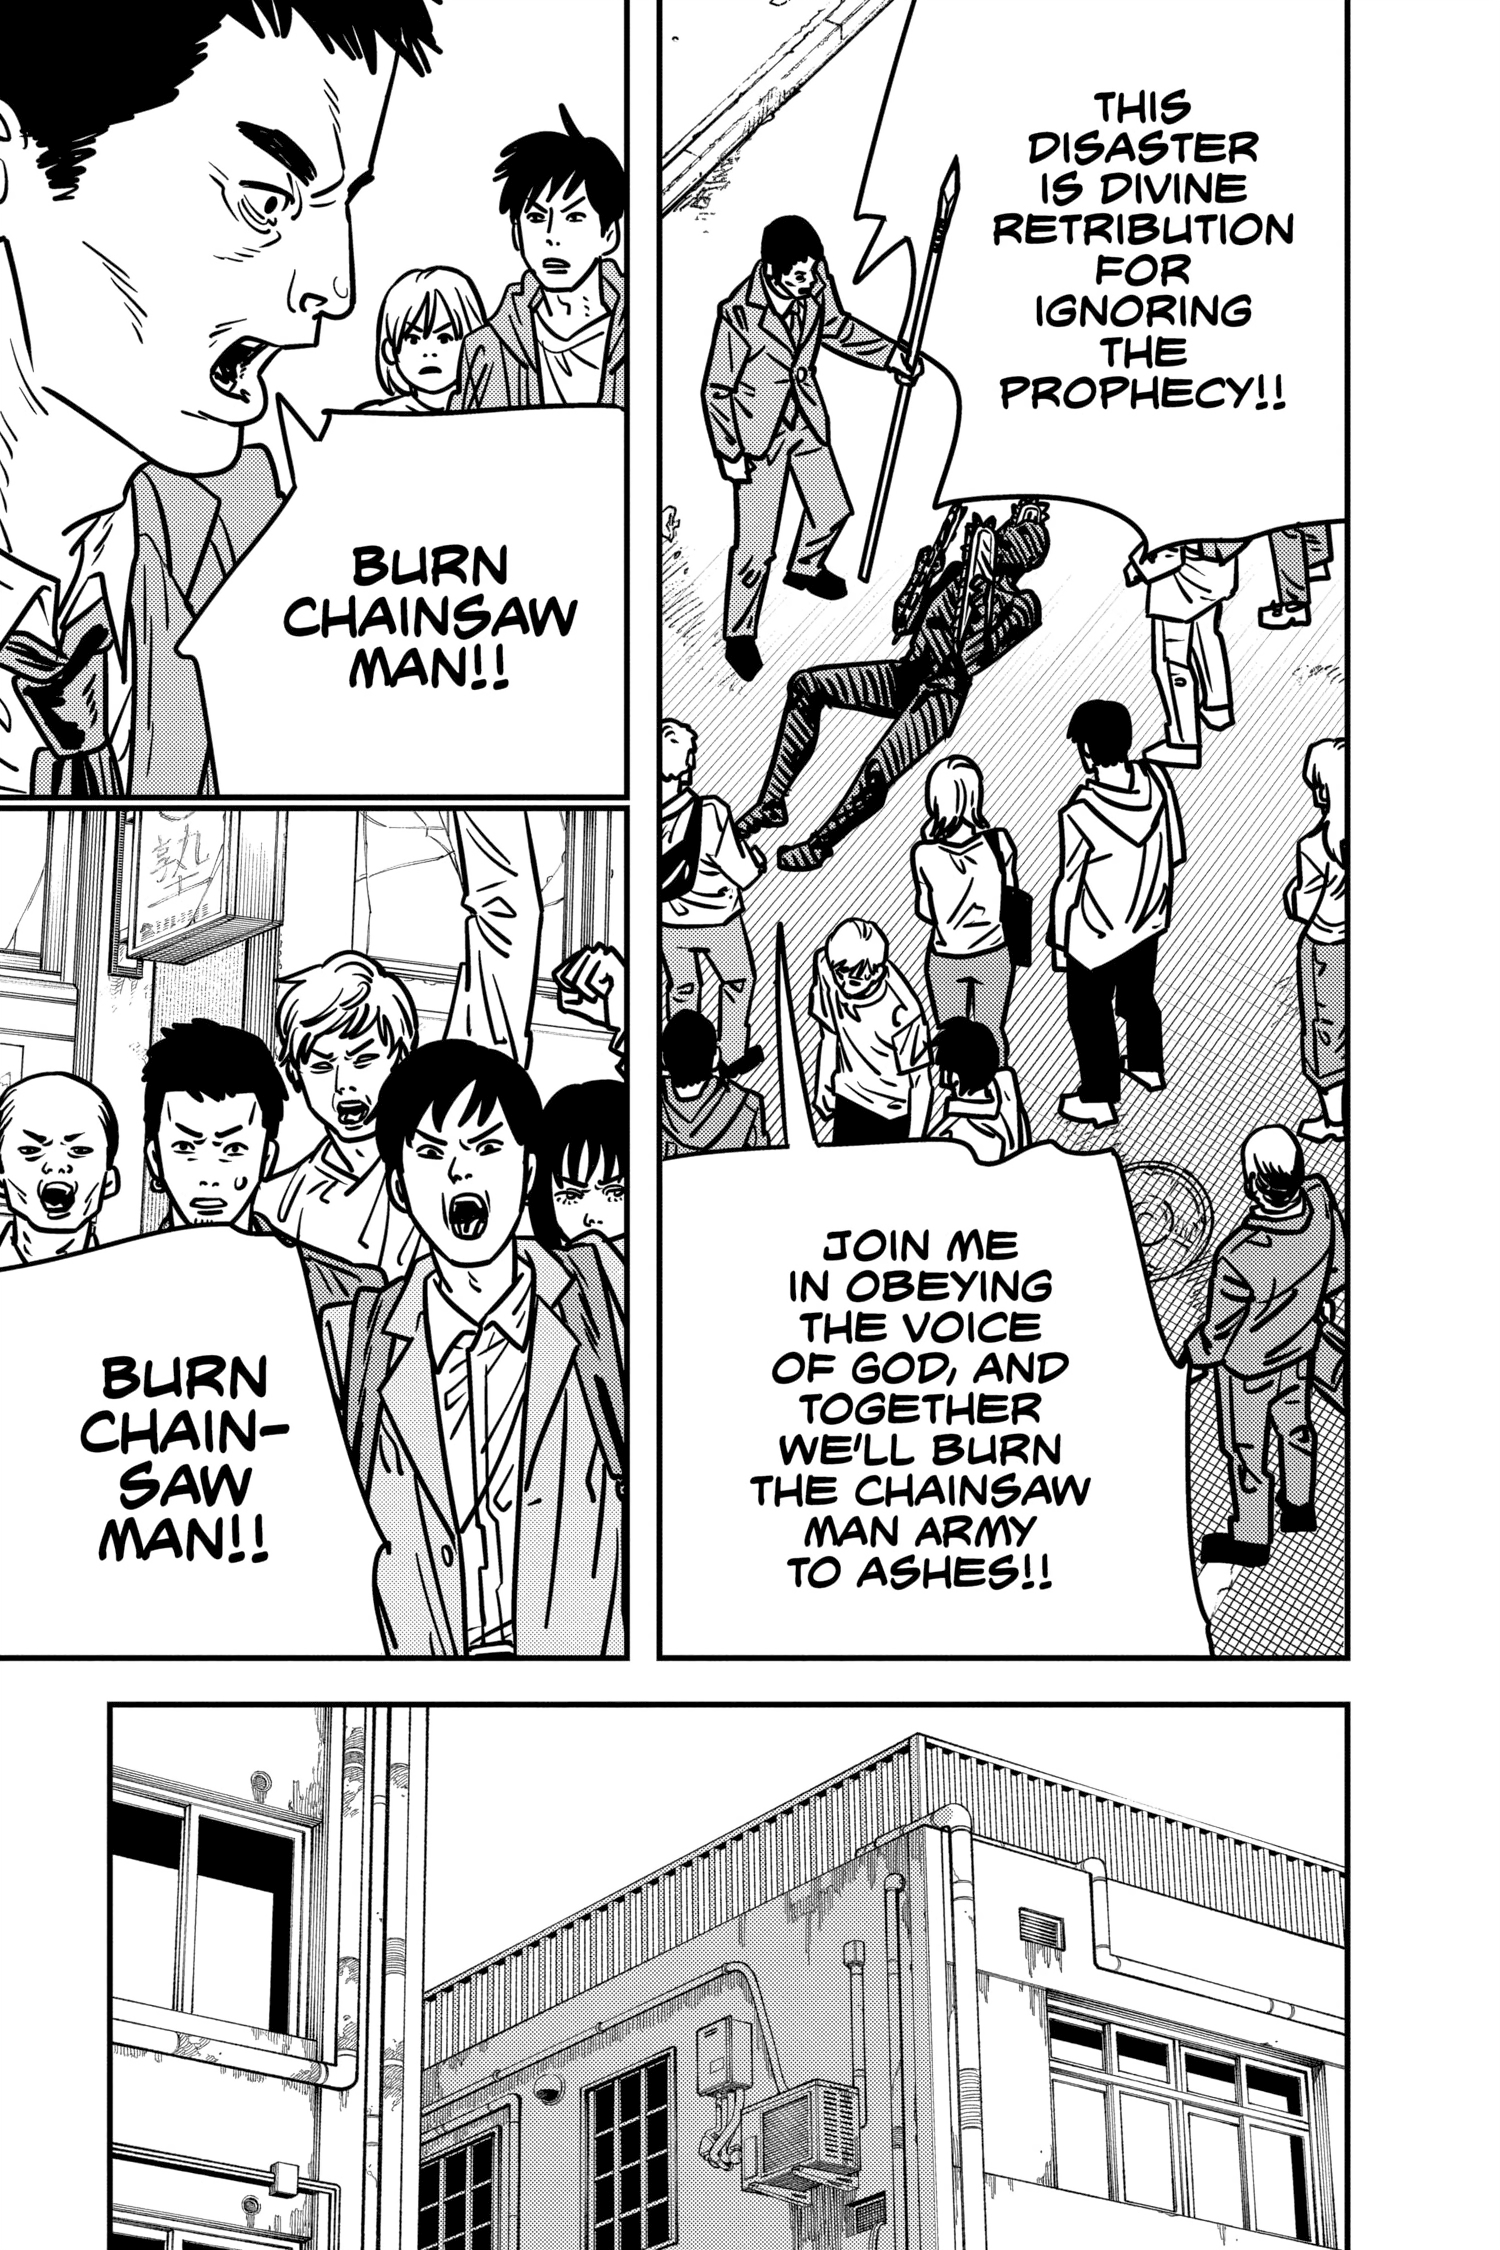 THIS
DISASTER
IS DIVINE
RETRIBUTION
FOR
IGNORING
THE
PROPHECY!!
JOIN ME
IN OBEYING
THE VOICE
OF GOD, AND
TOGETHER
WE'LL BURN
THE CHAINSAW
MAN ARMY
TO ASHES!!
BURN
CHAINSAW
MAN!!
塾
BURN
CHAIN-
SAW
MAN!!